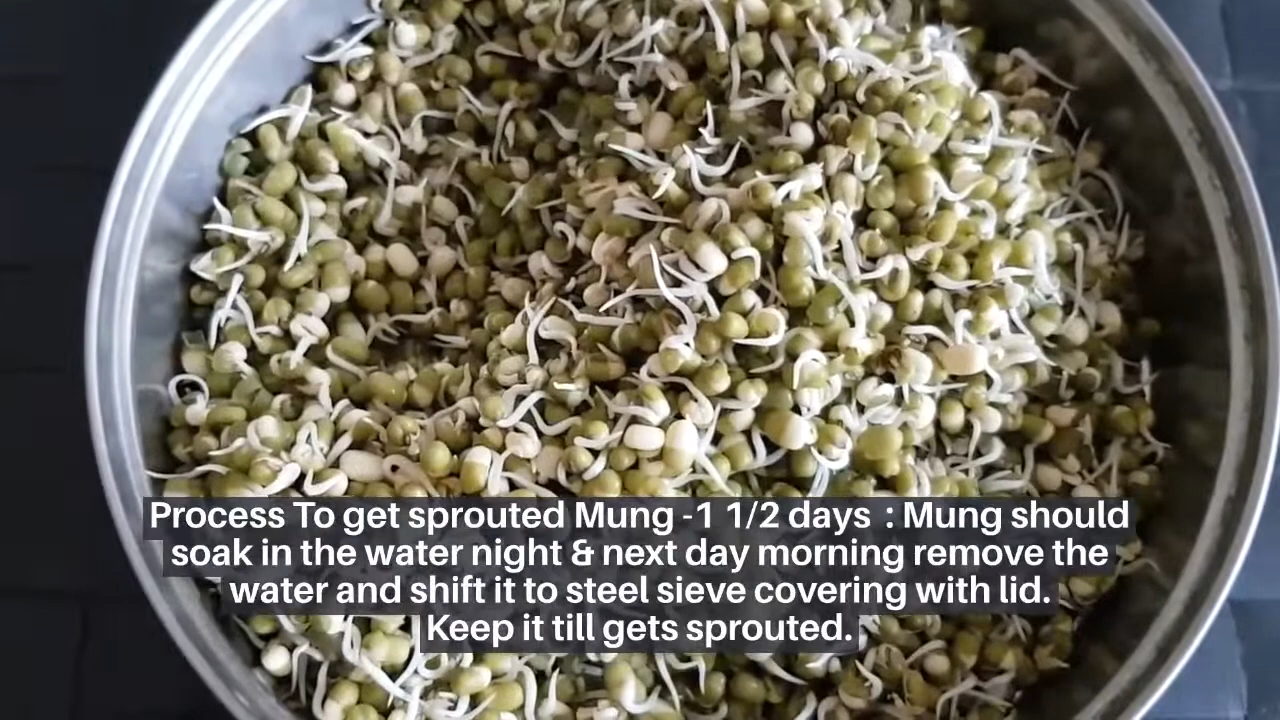 Process To get sprouted Mung -1 1/2 days : Mung should
soak in the water night & next day morning remove the
water and shift it to steel sieve covering with lid.
Keep it till gets sprouted.